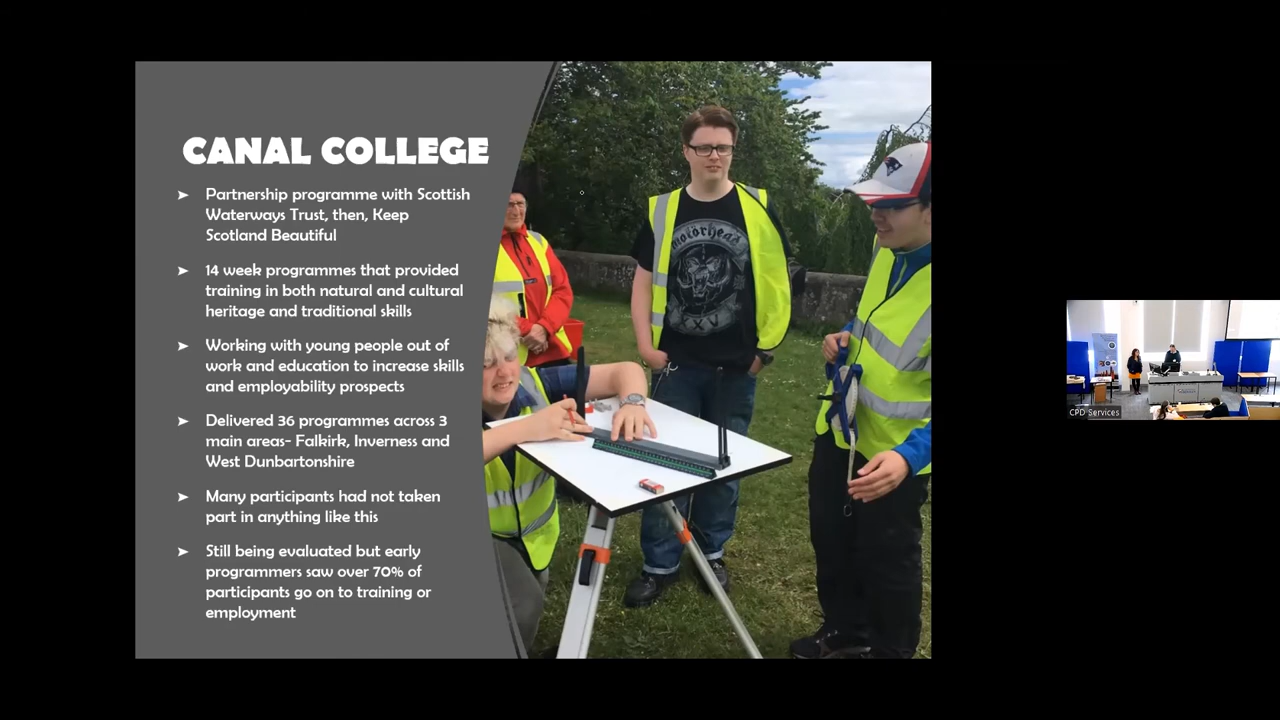 CANAL COLLEGE
➤ Partnership programme with Scottish
Waterways Trust, then, Keep
Scotland Beautiful
➤ 14 week programmes that provided
training in both natural and cultural
heritage and traditional skills
➤ Working with young people out of
work and education to increase skills
and employability prospects
➤ Delivered 36 programmes across 3
main areas- Falkirk, Inverness and
West Dunbartonshire
➤ Many participants had not taken
part in anything like this
➤ Still being evaluated but early
programmers saw over 70% of
participants go on to training or
employment
motörhead
XXV
CPD Services